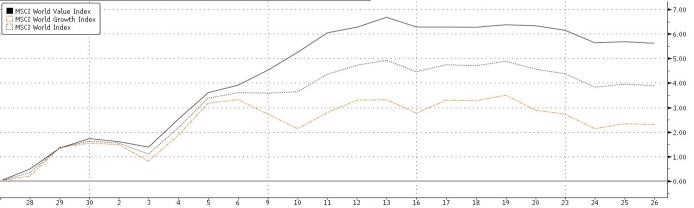 MSCI World Value Index
MSCI World Growth Index
MSCI World Index
7.00
6.00
5.00
4.00
3.00
2.00
1.00
0.00
28 29 30 2 3 4 5 6 9 10 11 12 13 16 17 18 19 20 23 24 25 26